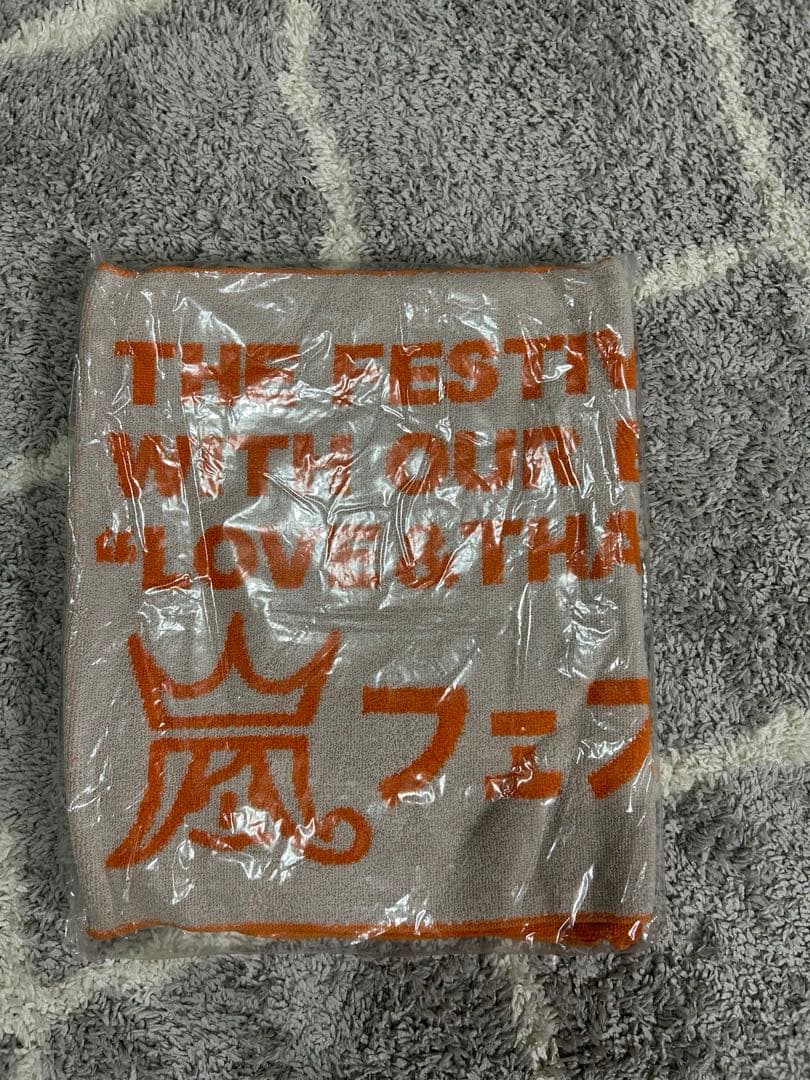 THE FESTIV
WITH OUR
"LOVE&THA
嵐フェ